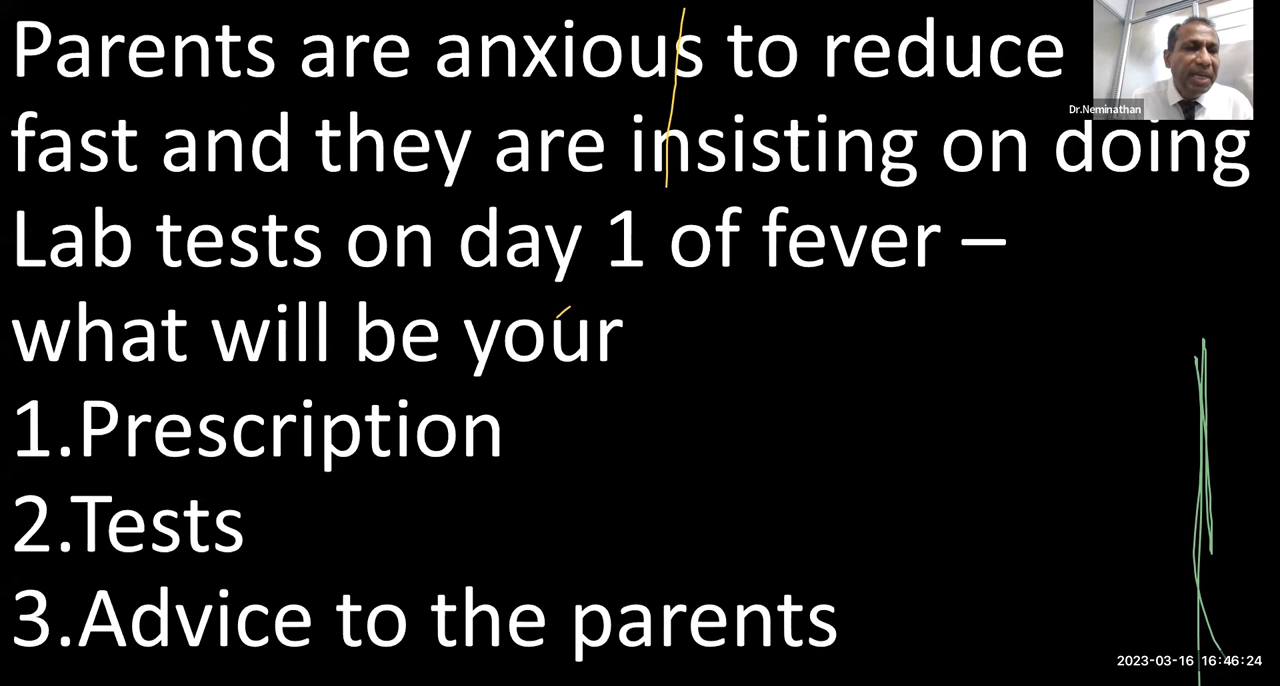 Parents are anxious to reduce
Dr.Neminathan
fast and they are insisting on doing
Lab tests on day 1 of fever –
what will be your
1.Prescription
2.Tests
3.Advice to the parents
2023-03-16 16:46:24